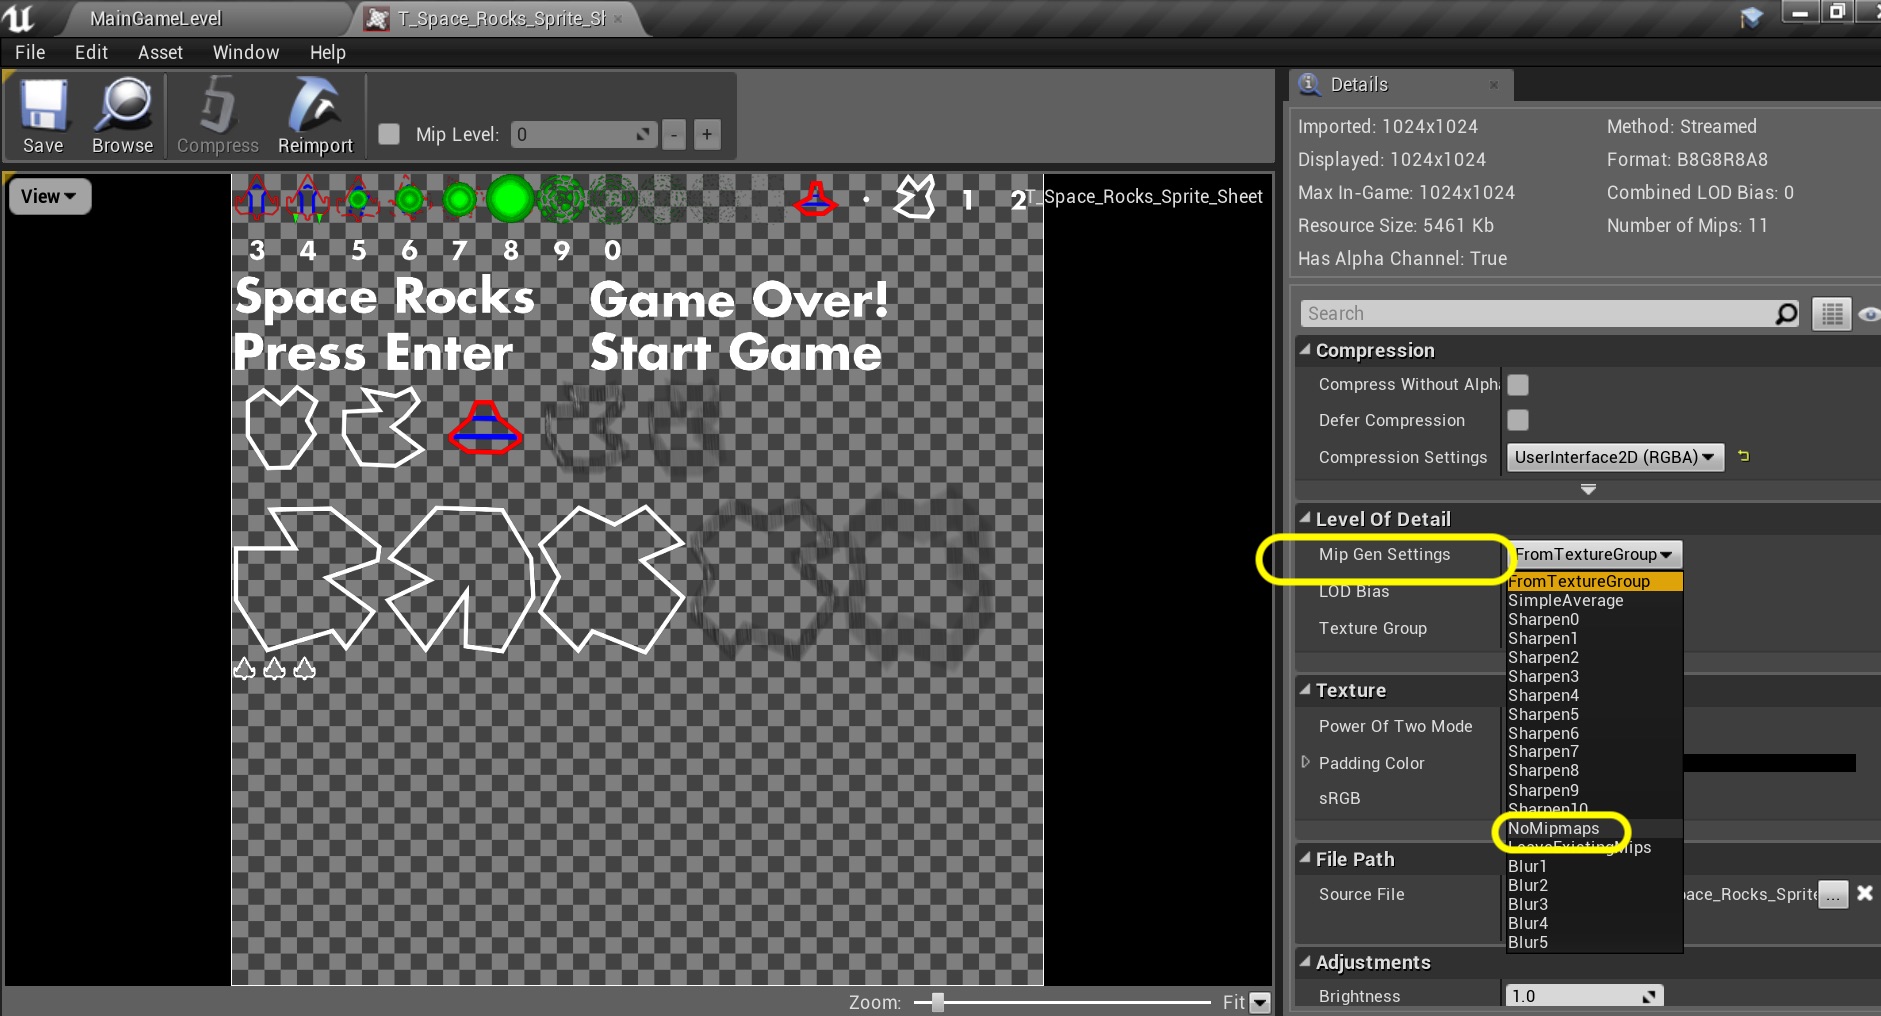 MainGameLevel
T_Space_Rocks_Sprite_Sh
File Edit Asset Window Help
Save Browse Compress Reimport
Mip Level: 0 - +
View
T_Space_Rocks_Sprite_Sheet
1 2
3 4 5 6 7 8 9 0
Space Rocks Game Over!
Press Enter Start Game
Zoom: Fit
Details
Imported: 1024x1024 Method: Streamed
Displayed: 1024x1024 Format: B8G8R8A8
Max In-Game: 1024x1024 Combined LOD Bias: 0
Resource Size: 5461 Kb Number of Mips: 11
Has Alpha Channel: True
Search
Compression
Compress Without Alpha
Defer Compression
Compression Settings UserInterface2D (RGBA)
Level Of Detail
Mip Gen Settings FromTextureGroup
FromTextureGroup
LOD Bias
SimpleAverage
Sharpen0
Texture Group
Sharpen1
Sharpen2
Sharpen3
Sharpen4
Sharpen5
Sharpen6
Sharpen7
Sharpen8
Sharpen9
Sharpen10
NoMipmaps
LeaveExistingMips
Blur1
Blur2
Blur3
Blur4
Blur5
Texture
Power Of Two Mode
Padding Color
sRGB
File Path
Source File pace_Rocks_Sprite ...
Adjustments
Brightness 1.0